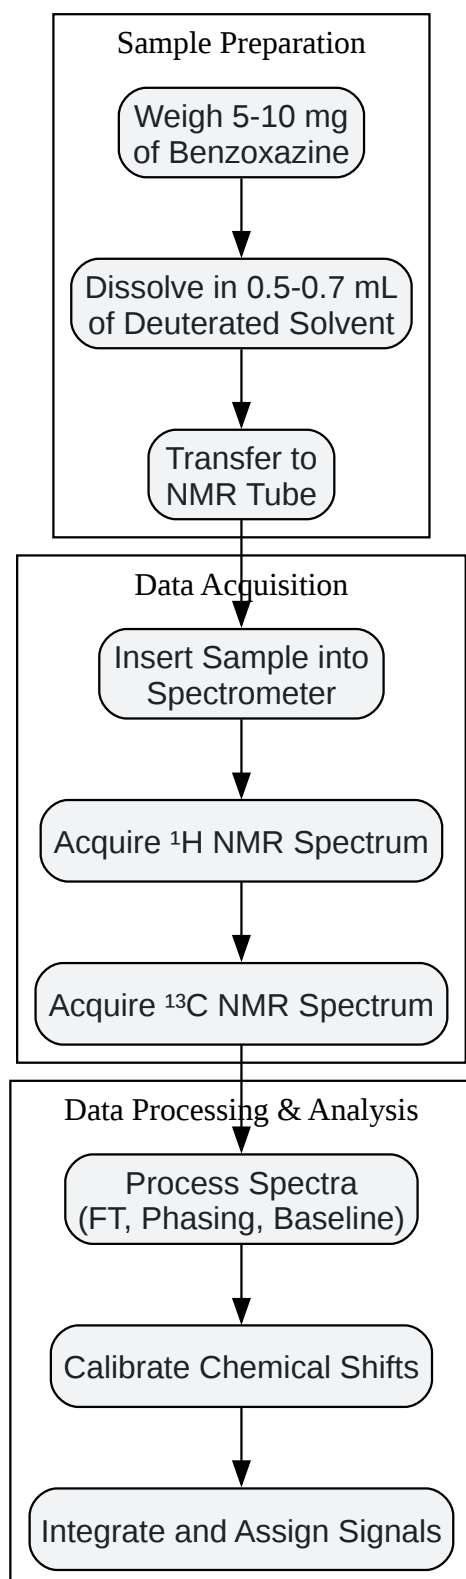 Sample Preparation
Weigh 5-10 mg
of Benzoxazine
Dissolve in 0.5-0.7 mL
of Deuterated Solvent
Transfer to
NMR Tube
Data Acquisition
Insert Sample into
Spectrometer
Acquire ¹H NMR Spectrum
Acquire ¹³C NMR Spectrum
Data Processing & Analysis
Process Spectra
(FT, Phasing, Baseline)
Calibrate Chemical Shifts
Integrate and Assign Signals